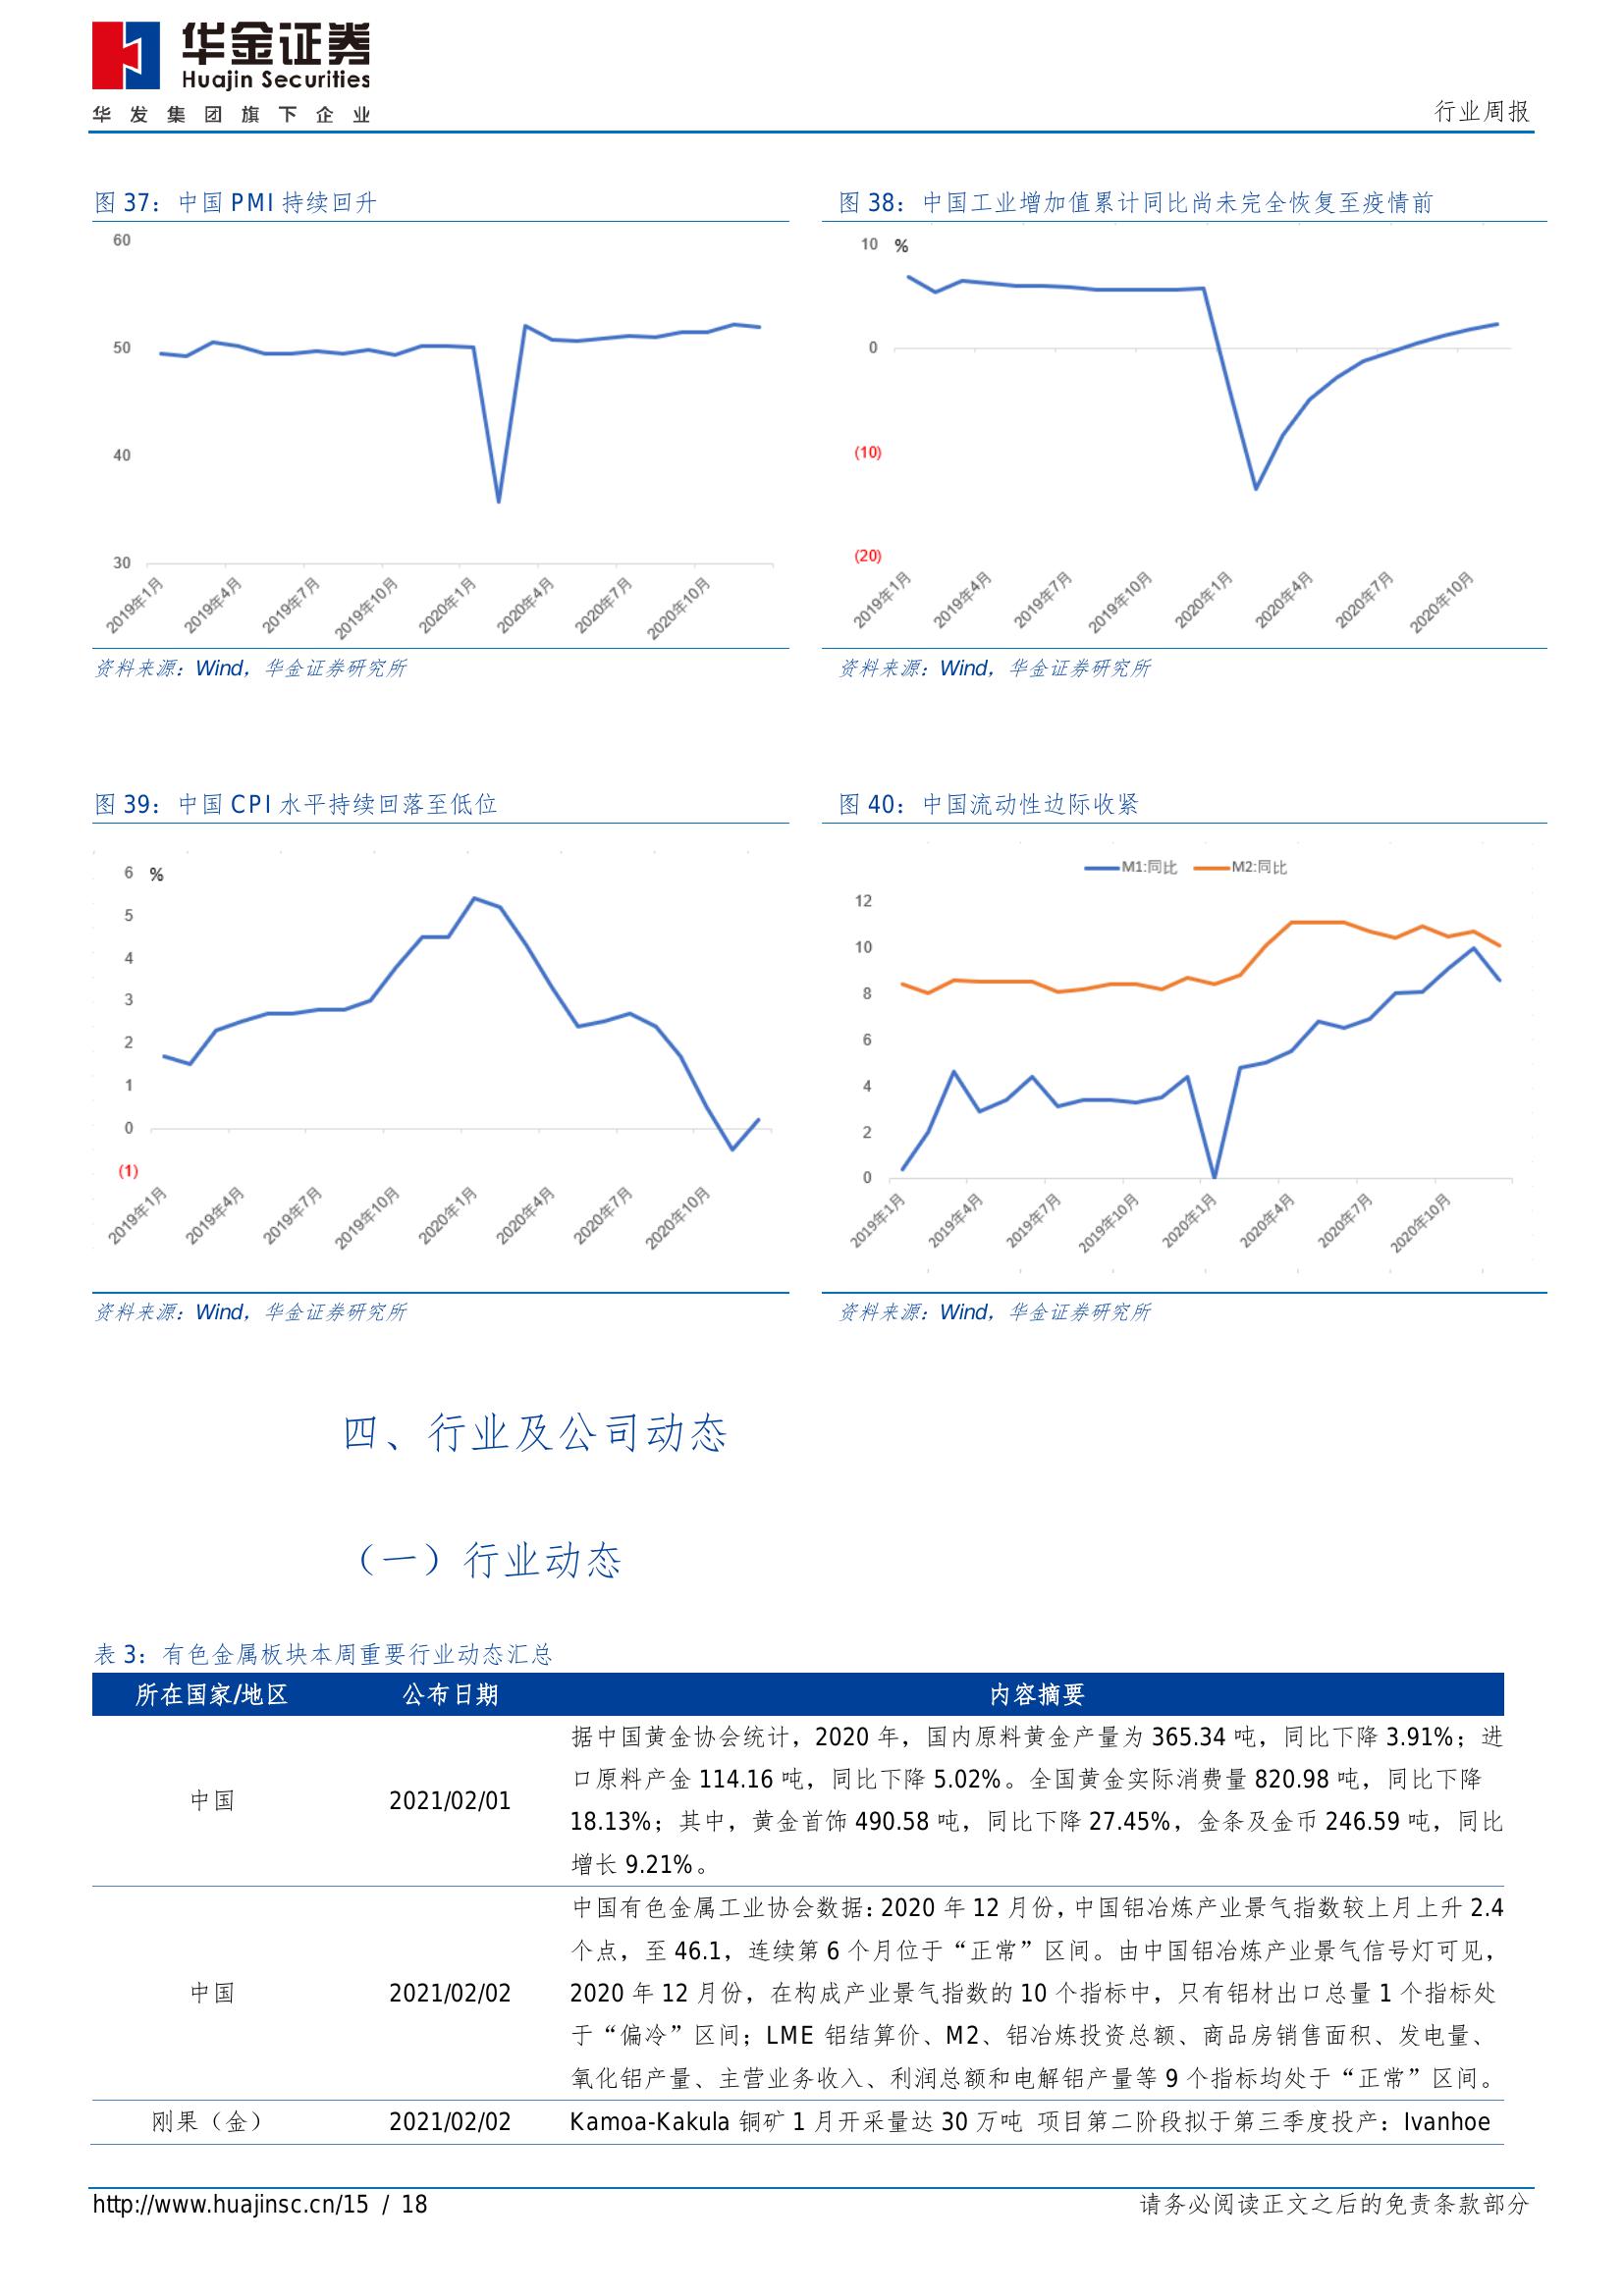 华金证券
Huajin Securities
华发集团旗下企业
行业周报
图 37：中国 PMI 持续回升
60
50
40
30
2019年1月
2019年4月
2019年7月
2019年10月
2020年1月
2020年4月
2020年7月
2020年10月
资料来源：Wind，华金证券研究所
图 38：中国工业增加值累计同比尚未完全恢复至疫情前
10 %
0
(10)
(20)
2019年1月
2019年4月
2019年7月
2019年10月
2020年1月
2020年4月
2020年7月
2020年10月
资料来源：Wind，华金证券研究所
图 39：中国 CPI 水平持续回落至低位
6 %
5
4
3
2
1
0
(1)
2019年1月
2019年4月
2019年7月
2019年10月
2020年1月
2020年4月
2020年7月
2020年10月
资料来源：Wind，华金证券研究所
图 40：中国流动性边际收紧
M1:同比 M2:同比
12
10
8
6
4
2
0
2019年1月
2019年4月
2019年7月
2019年10月
2020年1月
2020年4月
2020年7月
2020年10月
资料来源：Wind，华金证券研究所
四、行业及公司动态
（一）行业动态
表 3：有色金属板块本周重要行业动态汇总
所在国家/地区 公布日期 内容摘要
据中国黄金协会统计，2020 年，国内原料黄金产量为 365.34 吨，同比下降 3.91%；进
口原料产金 114.16 吨，同比下降 5.02%。全国黄金实际消费量 820.98 吨，同比下降
中国 2021/02/01
18.13%；其中，黄金首饰 490.58 吨，同比下降 27.45%，金条及金币 246.59 吨，同比
增长 9.21%。
中国有色金属工业协会数据：2020 年 12 月份，中国铝冶炼产业景气指数较上月上升 2.4
个点，至 46.1，连续第 6 个月位于“正常”区间。由中国铝冶炼产业景气信号灯可见，
中国 2021/02/02 2020 年 12 月份，在构成产业景气指数的 10 个指标中，只有铝材出口总量 1 个指标处
于“偏冷”区间；LME 铝结算价、M2、铝冶炼投资总额、商品房销售面积、发电量、
氧化铝产量、主营业务收入、利润总额和电解铝产量等 9 个指标均处于“正常”区间。
刚果（金） 2021/02/02 Kamoa-Kakula 铜矿 1 月开采量达 30 万吨 项目第二阶段拟于第三季度投产：Ivanhoe
http://www.huajinsc.cn/15 / 18 请务必阅读正文之后的免责条款部分